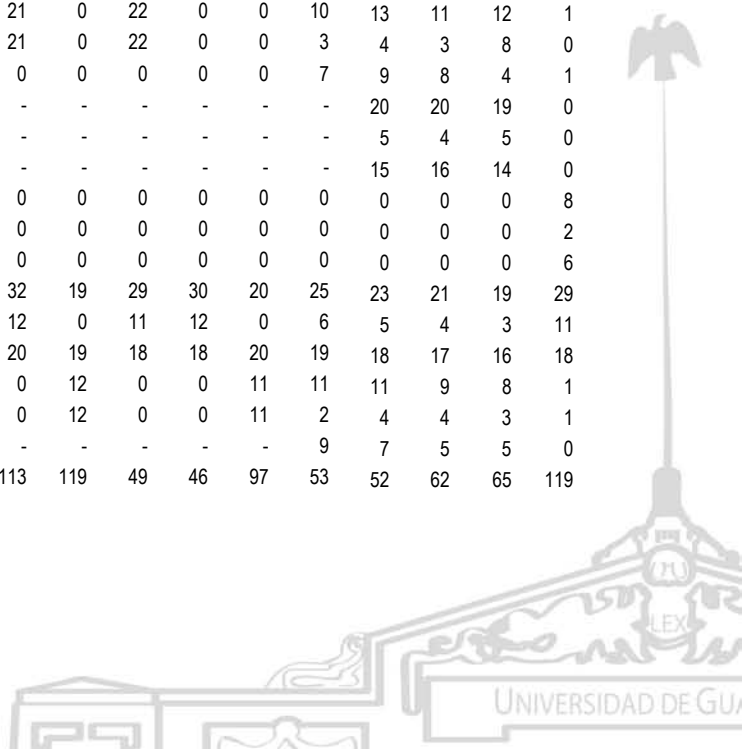 21 0 22 0 0 10 13 11 12 1
21 0 22 0 0 3 4 3 8 0
0 0 0 0 0 7 9 8 4 1
- - - - - - 20 20 19 0
- - - - - - 5 4 5 0
- - - - - - 15 16 14 0
0 0 0 0 0 0 0 0 0 8
0 0 0 0 0 0 0 0 0 2
0 0 0 0 0 0 0 0 0 6
32 19 29 30 20 25 23 21 19 29
12 0 11 12 0 6 5 4 3 11
20 19 18 18 20 19 18 17 16 18
0 12 0 0 11 11 11 9 8 1
0 12 0 0 11 2 4 4 3 1
- - - - - 9 7 5 5 0
113 119 49 46 97 53 52 62 65 119
LEX
UNIVERSIDAD DE GUA